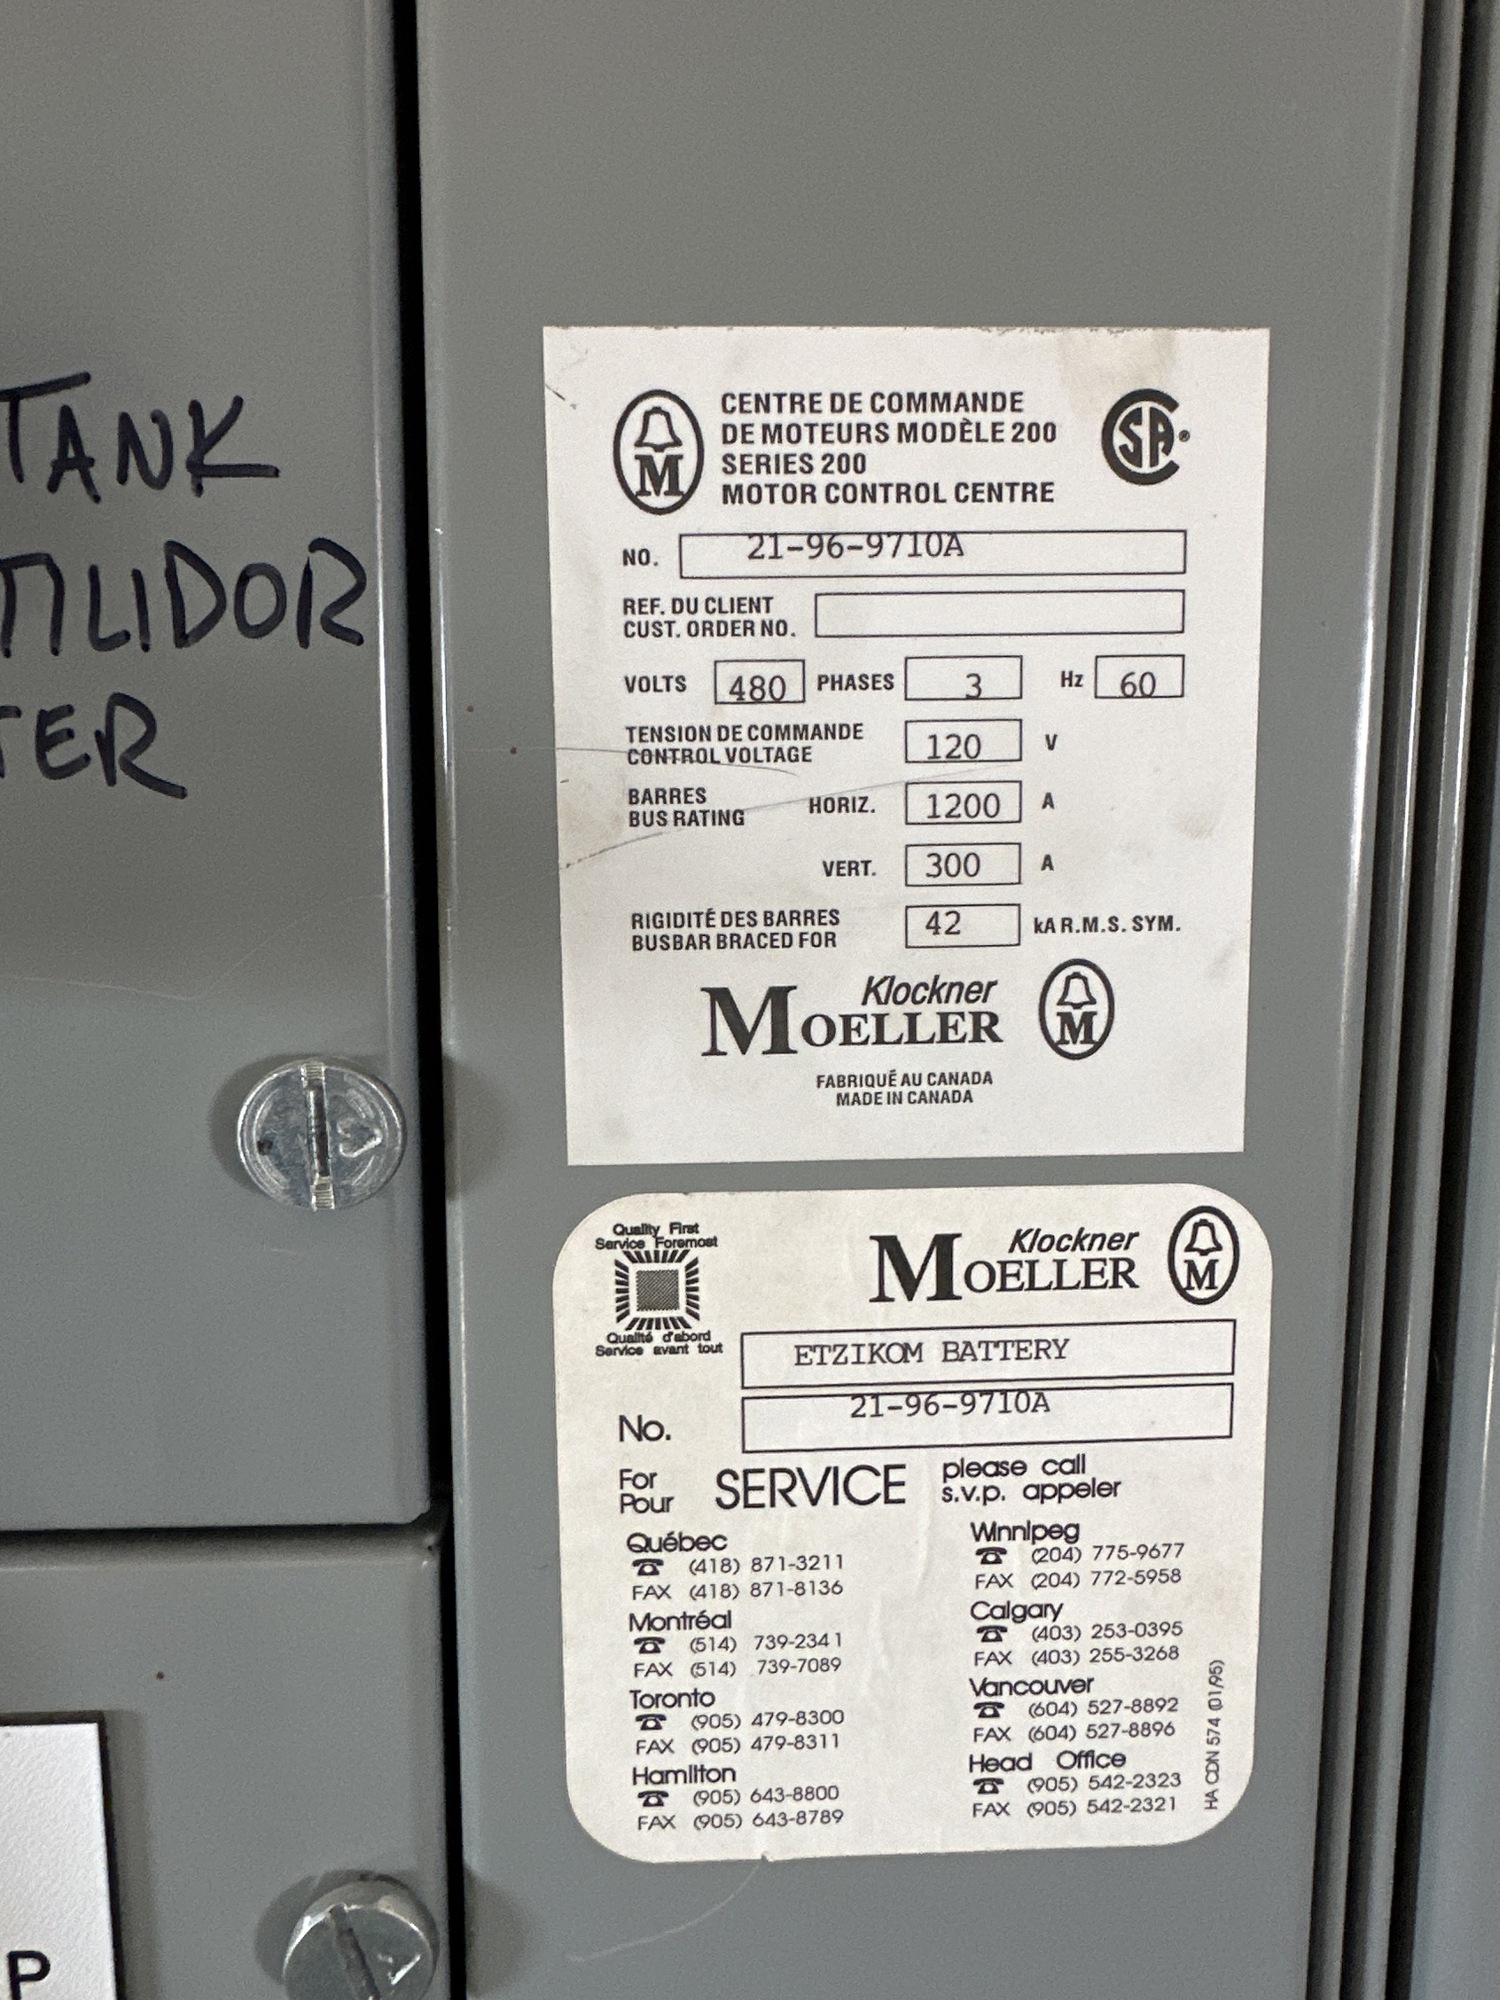 TANK
TER
P
CENTRE DE COMMANDE
DE MOTEURS MODÈLE 200
SERIES 200
MOTOR CONTROL CENTRE
M
SA®
NO. 21-96-9710A
REF. DU CLIENT
CUST. ORDER NO.
VOLTS 480 PHASES 3 Hz 60
TENSION DE COMMANDE
CONTROL VOLTAGE 120 V
BARRES
BUS RATING HORIZ. 1200 A
VERT. 300 A
RIGIDITÉ DES BARRES
BUSBAR BRACED FOR 42 kA R.M.S. SYM.
Klockner
MOELLER M
FABRIQUÉ AU CANADA
MADE IN CANADA
Quality First
Service Foremost
Qualité d'abord
Service avant tout
Klockner
MOELLER M
ETZIKOM BATTERY
No. 21-96-9710A
For
Pour
SERVICE
please call
s.v.p. appeler
Québec
☎ (418) 871-3211
FAX (418) 871-8136
Montréal
☎ (514) 739-2341
FAX (514) 739-7089
Toronto
☎ (905) 479-8300
FAX (905) 479-8311
Hamilton
☎ (905) 643-8800
FAX (905) 643-8789
Winnipeg
☎ (204) 775-9677
FAX (204) 772-5958
Calgary
☎ (403) 253-0395
FAX (403) 255-3268
Vancouver
☎ (604) 527-8892
FAX (604) 527-8896
Head Office
☎ (905) 542-2323
FAX (905) 542-2321
HA CDN 574 (01/95)